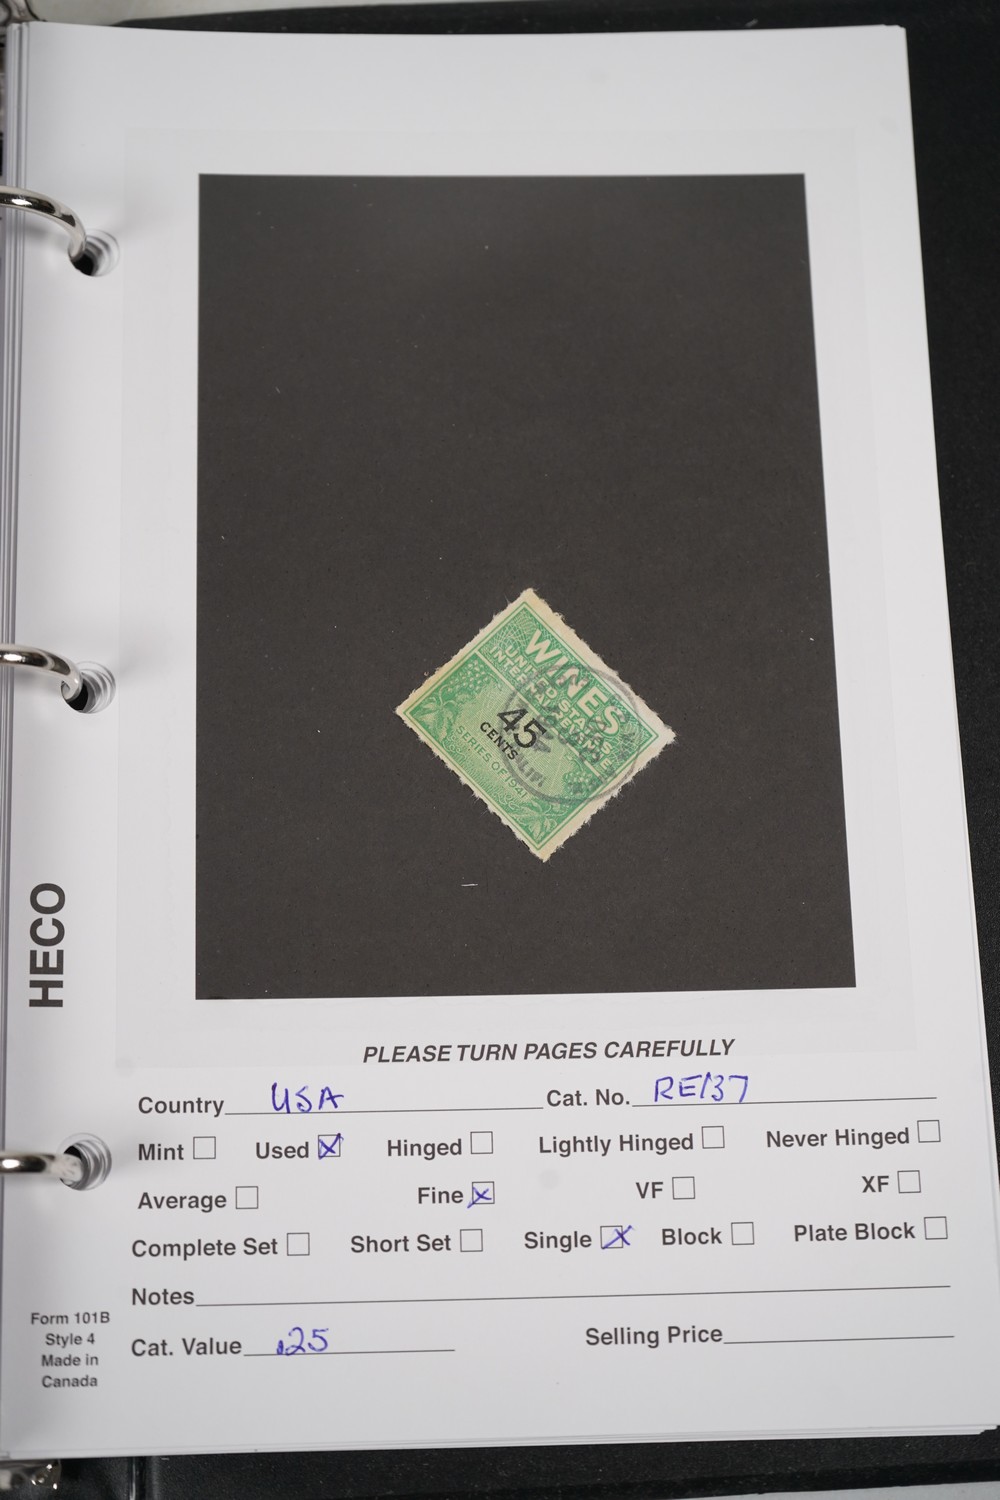 WINES
UNITED STATES
INTERNAL REVENUE
45
CENTS
SERIES OF 1941
HECO
PLEASE TURN PAGES CAREFULLY
Country USA Cat. No. RE137
Mint Used X Hinged Lightly Hinged Never Hinged
Average Fine X VF XF
Complete Set Short Set Single X Block Plate Block
Notes
Cat. Value .25 Selling Price
Form 101B
Style 4
Made in
Canada